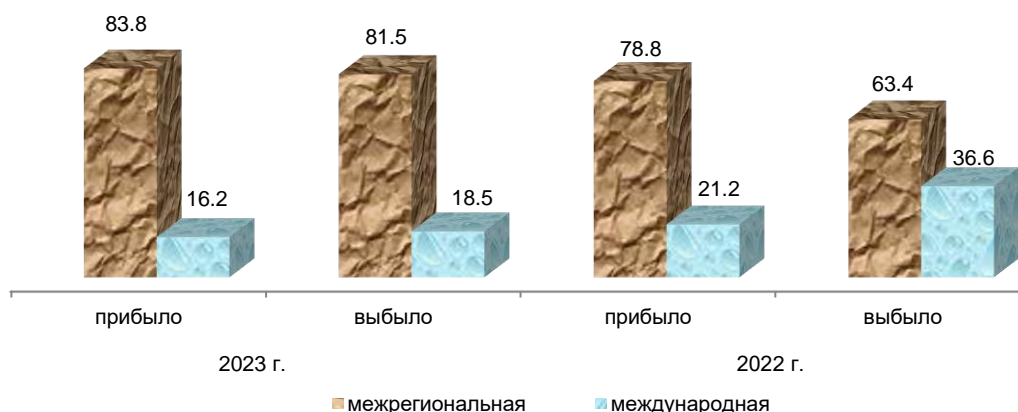 83.8
81.5
78.8
63.4
36.6
16.2
18.5
21.2
прибыло
выбыло
прибыло
выбыло
2023 г.
2022 г.
межрегиональная
международная